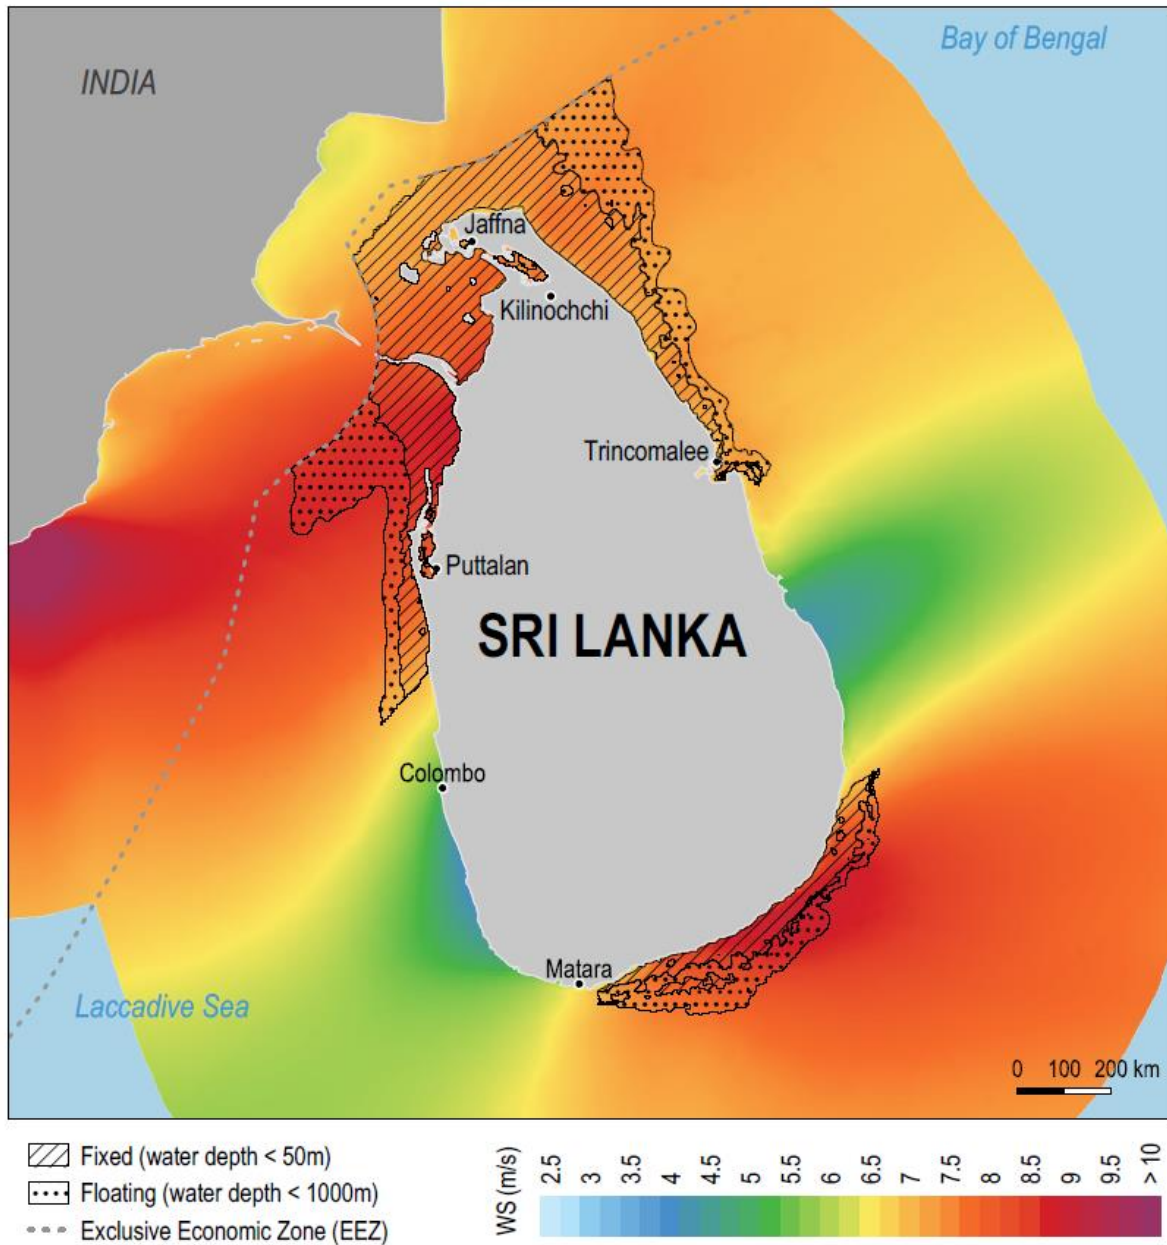 Bay of Bengal
INDIA
Jaffna
Kilinochchi
Trincomalee
Puttalan
SRI LANKA
Colombo
Matara
Laccadive Sea
0 100 200 km
Fixed (water depth < 50m)
Floating (water depth < 1000m)
Exclusive Economic Zone (EEZ)
WS (m/s)
2.5 3 3.5 4 4.5 5 5.5 6 6.5 7 7.5 8 8.5 9 9.5 > 10